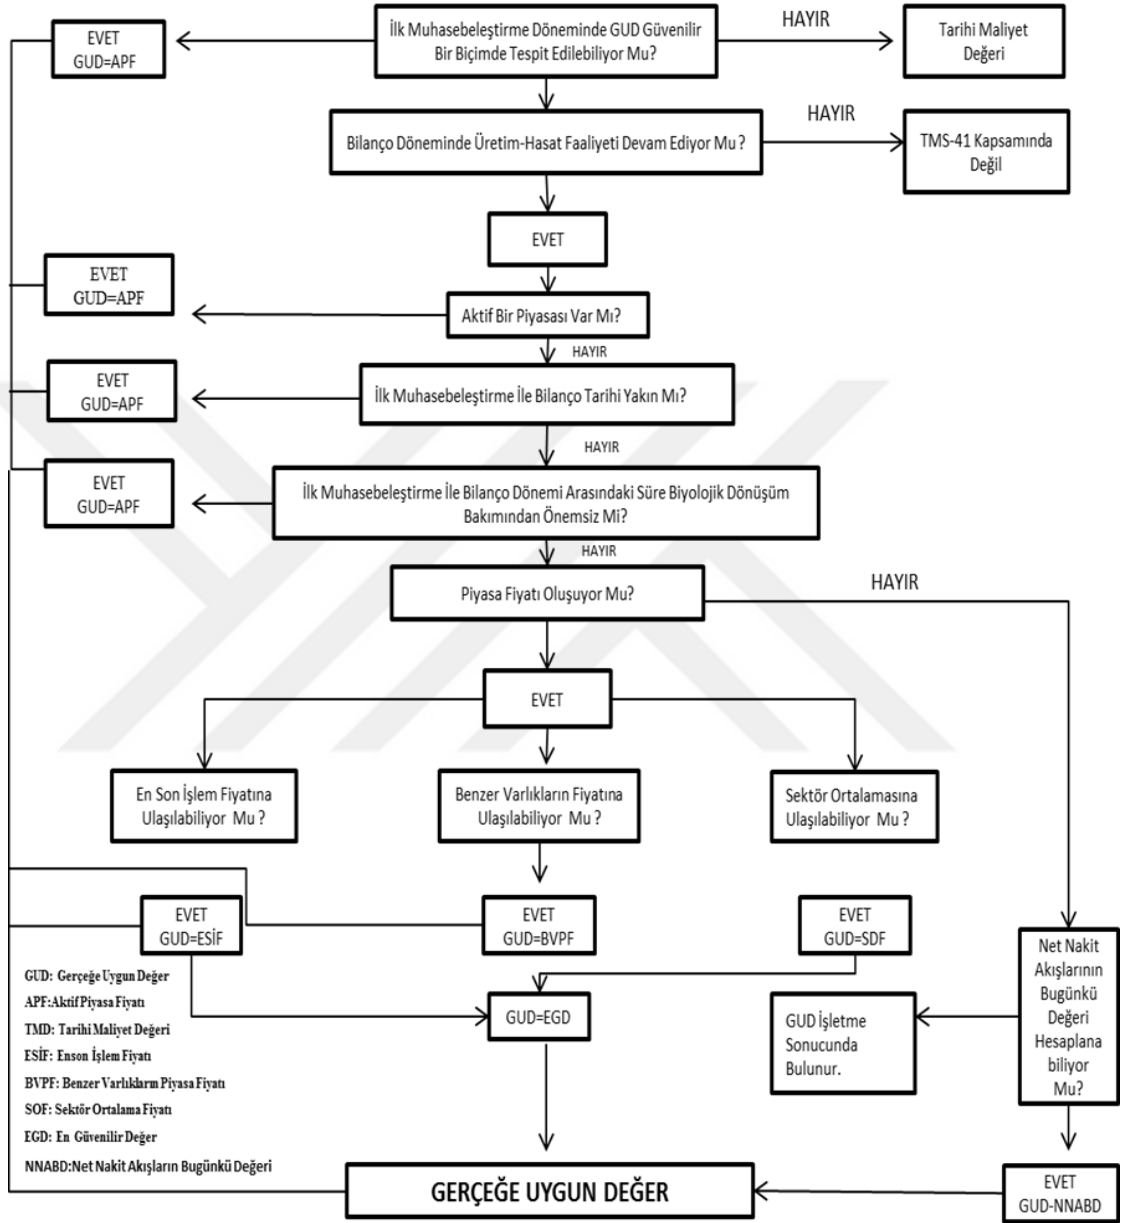 EVET
GUD=APF
İlk Muhasebeleştirme Döneminde GUD Güvenilir
Bir Biçimde Tespit Edilebiliyor Mu?
HAYIR
Tarihi Maliyet
Değeri
Bilanço Döneminde Üretim-Hasat Faaliyeti Devam Ediyor Mu ?
HAYIR
TMS-41 Kapsamında
Değil
EVET
EVET
GUD=APF
Aktif Bir Piyasası Var Mı?
HAYIR
EVET
GUD=APF
İlk Muhasebeleştirme İle Bilanço Tarihi Yakın Mı?
HAYIR
EVET
GUD=APF
İlk Muhasebeleştirme İle Bilanço Dönemi Arasındaki Süre Biyolojik Dönüşüm
Bakımından Önemsiz Mi?
HAYIR
Piyasa Fiyatı Oluşuyor Mu?
HAYIR
EVET
En Son İşlem Fiyatına
Ulaşılabiliyor Mu ?
Benzer Varlıkların Fiyatına
Ulaşılabiliyor Mu ?
Sektör Ortalamasına
Ulaşılabiliyor Mu ?
EVET
GUD=ESİF
EVET
GUD=BVPF
EVET
GUD=SDF
Net Nakit
Akışlarının
Bugünkü
Değeri
Hesaplana
biliyor
Mu?
GUD=EGD
GUD İşletme
Sonucunda
Bulunur.
GUD: Gerçeğe Uygun Değer
APF:Aktif Piyasa Fiyatı
TMD: Tarihi Maliyet Değeri
ESİF: Enson İşlem Fiyatı
BVPF: Benzer Varlıkların Piyasa Fiyatı
SOF: Sektör Ortalama Fiyatı
EGD: En Güvenilir Değer
NNABD:Net Nakit Akışların Bugünkü Değeri
GERÇEĞE UYGUN DEĞER
EVET
GUD-NNABD